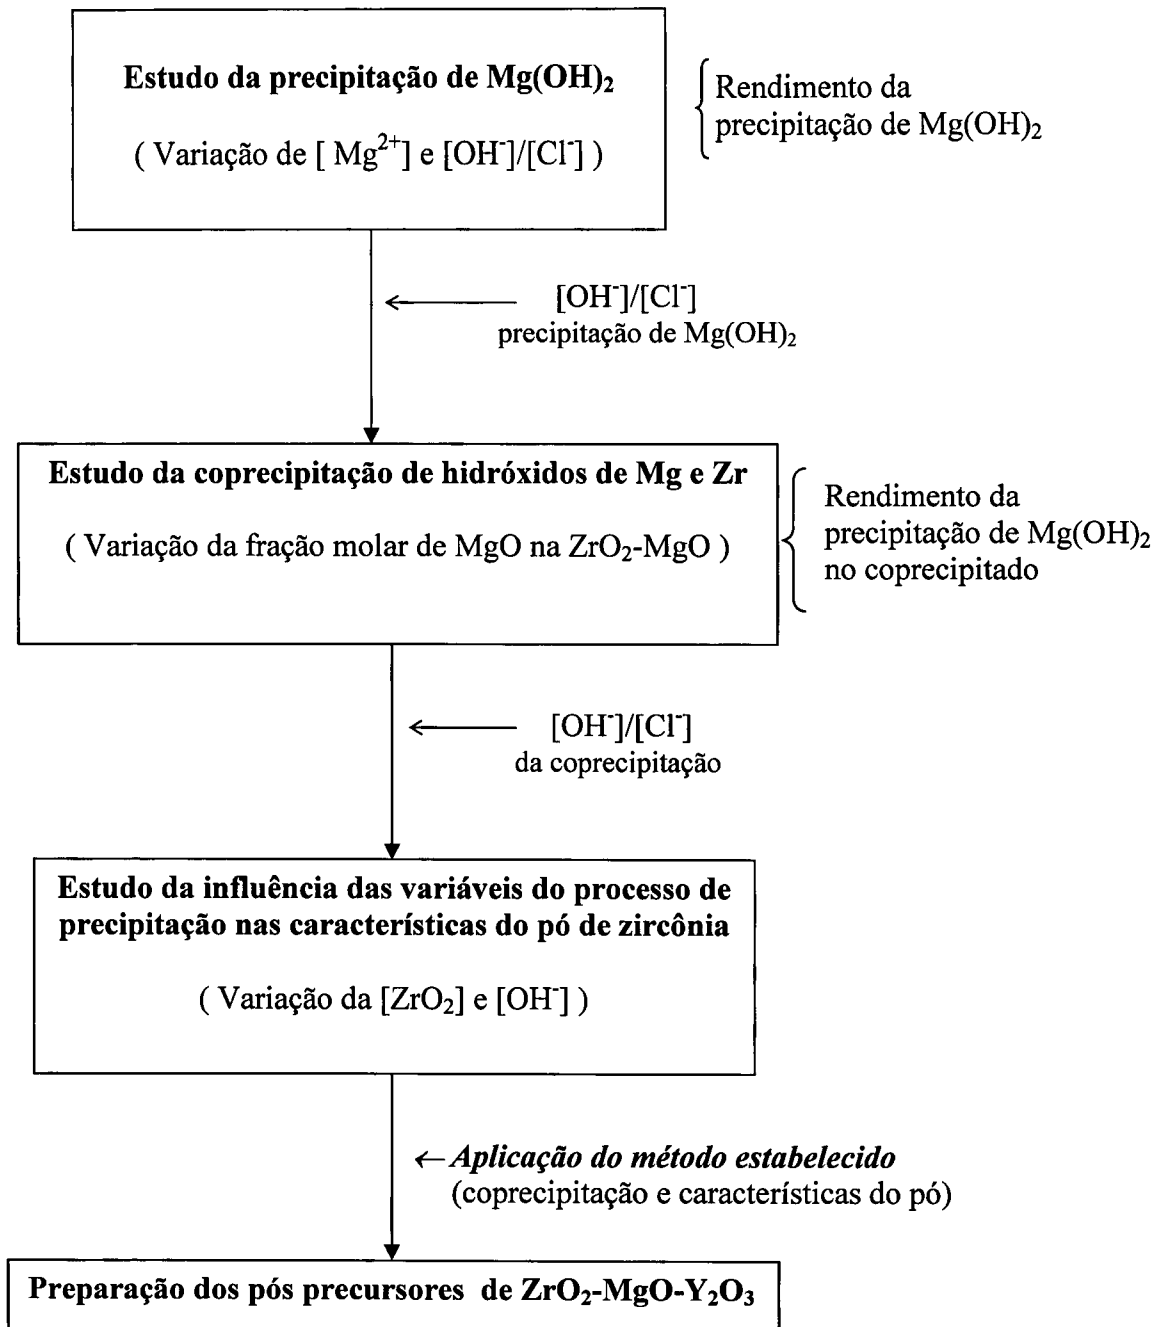 Estudo da precipitação de Mg(OH)₂
( Variação de [ Mg²⁺] e [OH⁻]/[Cl⁻] )
Rendimento da
precipitação de Mg(OH)₂
[OH⁻]/[Cl⁻]
precipitação de Mg(OH)₂
Estudo da coprecipitação de hidróxidos de Mg e Zr
( Variação da fração molar de MgO na ZrO₂-MgO )
Rendimento da
precipitação de Mg(OH)₂
no coprecipitado
[OH⁻]/[Cl⁻]
da coprecipitação
Estudo da influência das variáveis do processo de
precipitação nas características do pó de zircônia
( Variação da [ZrO₂] e [OH⁻] )
←Aplicação do método estabelecido
(coprecipitação e características do pó)
Preparação dos pós precursores de ZrO₂-MgO-Y₂O₃